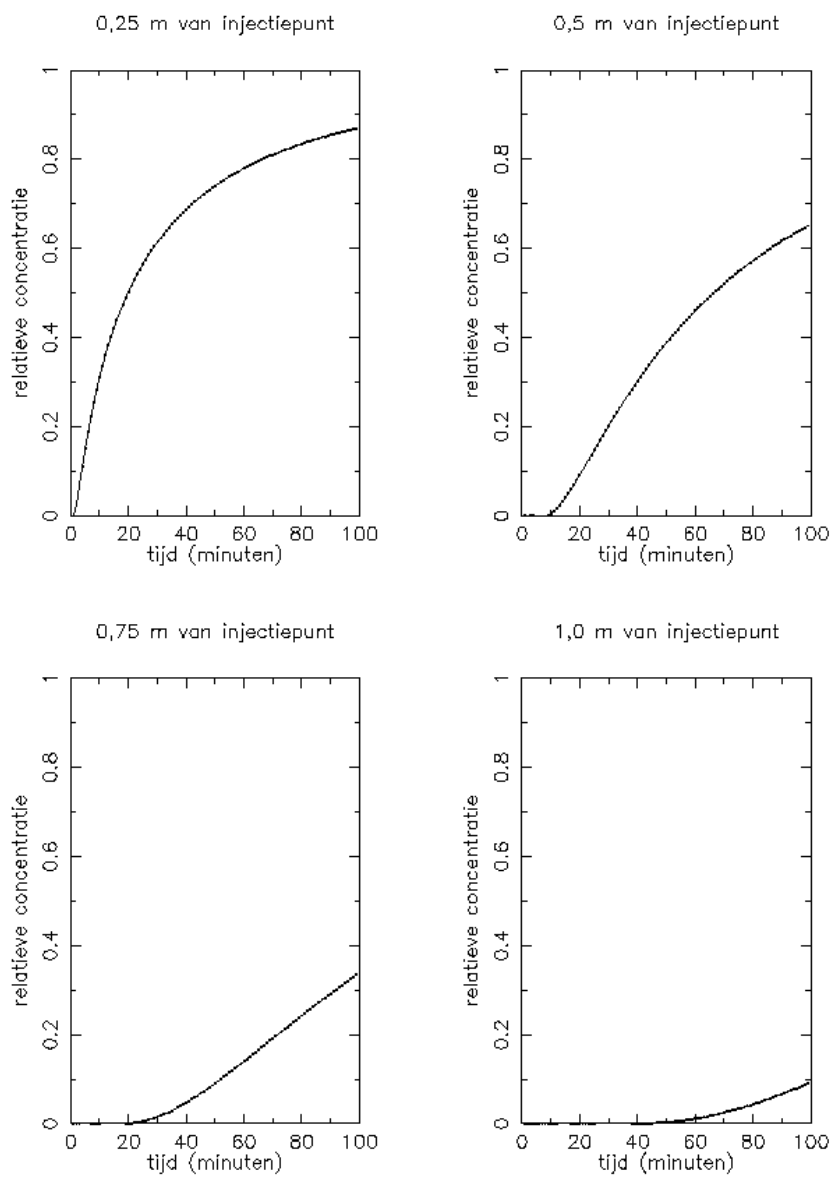 0,25 m van injectiepunt
relatieve concentratie
0 0.2 0.4 0.6 0.8 1
0 20 40 60 80 100
tijd (minuten)
0,5 m van injectiepunt
relatieve concentratie
0 0.2 0.4 0.6 0.8 1
0 20 40 60 80 100
tijd (minuten)
0,75 m van injectiepunt
relatieve concentratie
0 0.2 0.4 0.6 0.8 1
0 20 40 60 80 100
tijd (minuten)
1,0 m van injectiepunt
relatieve concentratie
0 0.2 0.4 0.6 0.8 1
0 20 40 60 80 100
tijd (minuten)